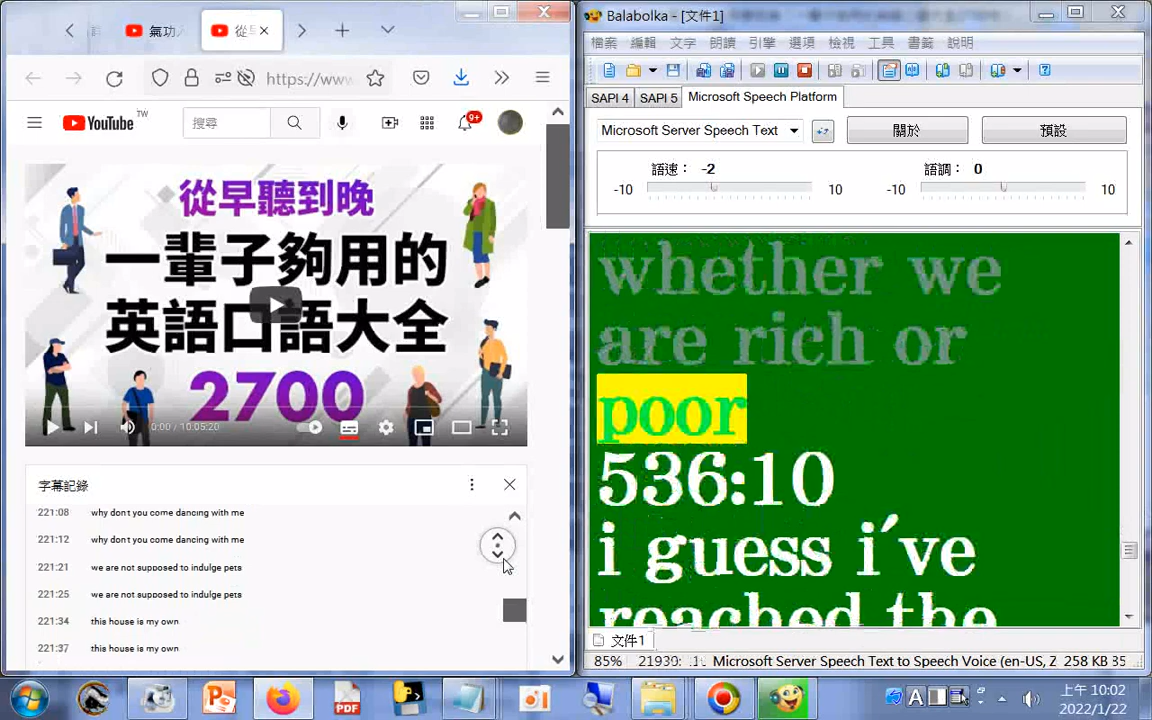 氣功
從
https://www
YouTube TW
搜尋
9+
從早聽到晚
一輩子夠用的
英語口語大全
2700
0:00 / 10:05:20
字幕記錄
221:08 why dont you come dancing with me
221:12 why dont you come dancing with me
221:21 we are not supposed to indulge pets
221:25 we are not supposed to indulge pets
221:34 this house is my own
221:37 this house is my own
Balabolka - [文件1]
檔案 編輯 文字 朗讀 引擎 選項 檢視 工具 書籤 說明
SAPI 4 SAPI 5 Microsoft Speech Platform
Microsoft Server Speech Text 關於 預設
語速： -2 語調： 0
-10 10 -10 10
whether we
are rich or
poor
536:10
i guess i´ve
reached the
文件1
85% Microsoft Server Speech Text to Speech Voice (en-US, Z 258 KB 35
PDF
A
上午 10:02
2022/1/22